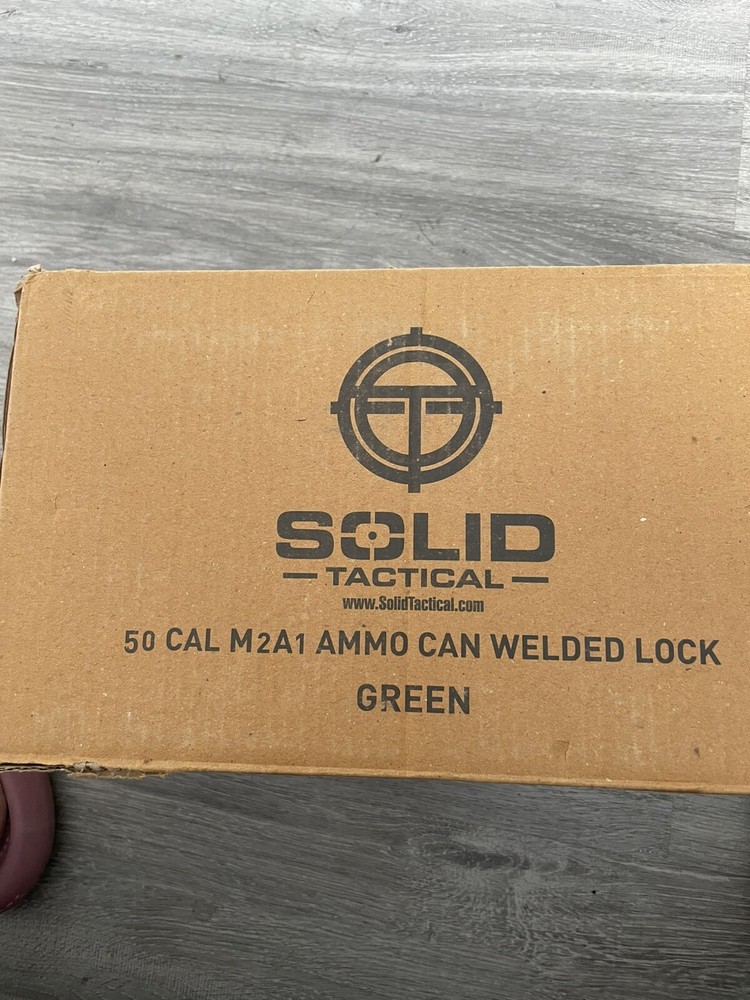 SOLID
TACTICAL
www.SolidTactical.com
50 CAL M2A1 AMMO CAN WELDED LOCK
GREEN